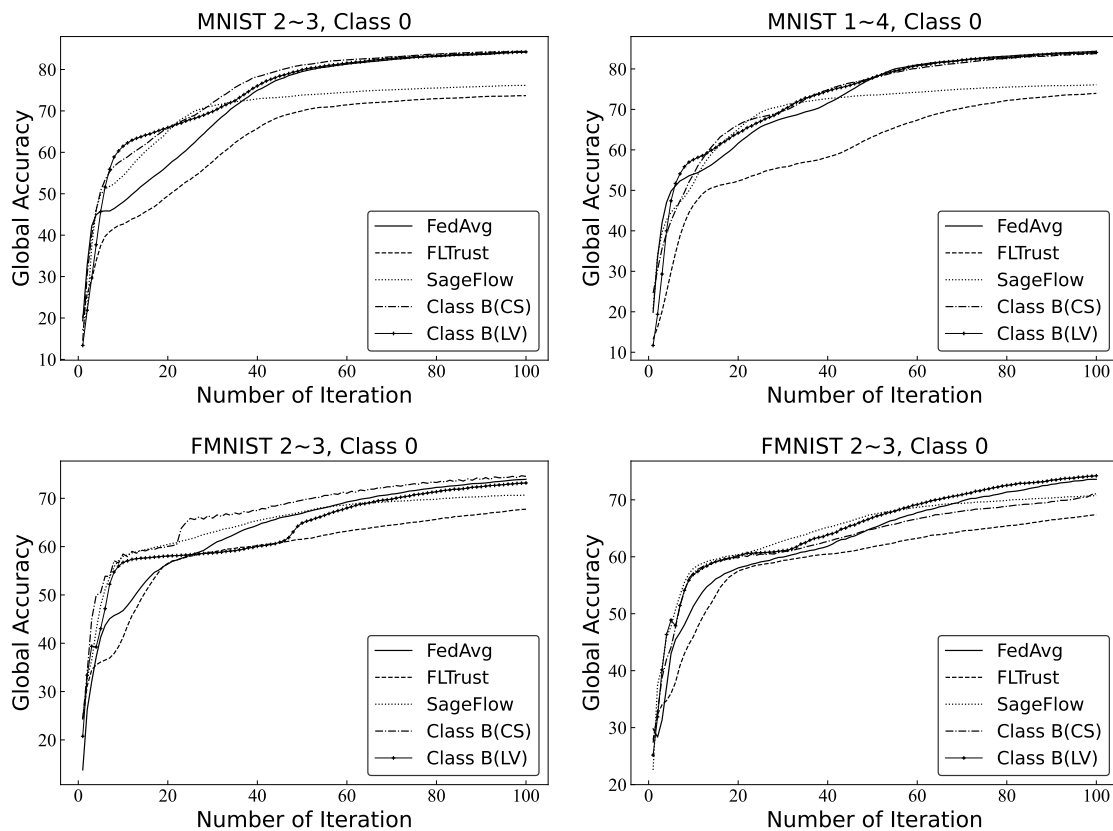 MNIST 2~3, Class 0
Global Accuracy
80
70
60
50
40
30
20
10
FedAvg
FLTrust
SageFlow
Class B(CS)
Class B(LV)
0 20 40 60 80 100
Number of Iteration
MNIST 1~4, Class 0
Global Accuracy
80
70
60
50
40
30
20
10
FedAvg
FLTrust
SageFlow
Class B(CS)
Class B(LV)
0 20 40 60 80 100
Number of Iteration
FMNIST 2~3, Class 0
Global Accuracy
70
60
50
40
30
20
FedAvg
FLTrust
SageFlow
Class B(CS)
Class B(LV)
0 20 40 60 80 100
Number of Iteration
FMNIST 2~3, Class 0
Global Accuracy
70
60
50
40
30
20
FedAvg
FLTrust
SageFlow
Class B(CS)
Class B(LV)
0 20 40 60 80 100
Number of Iteration